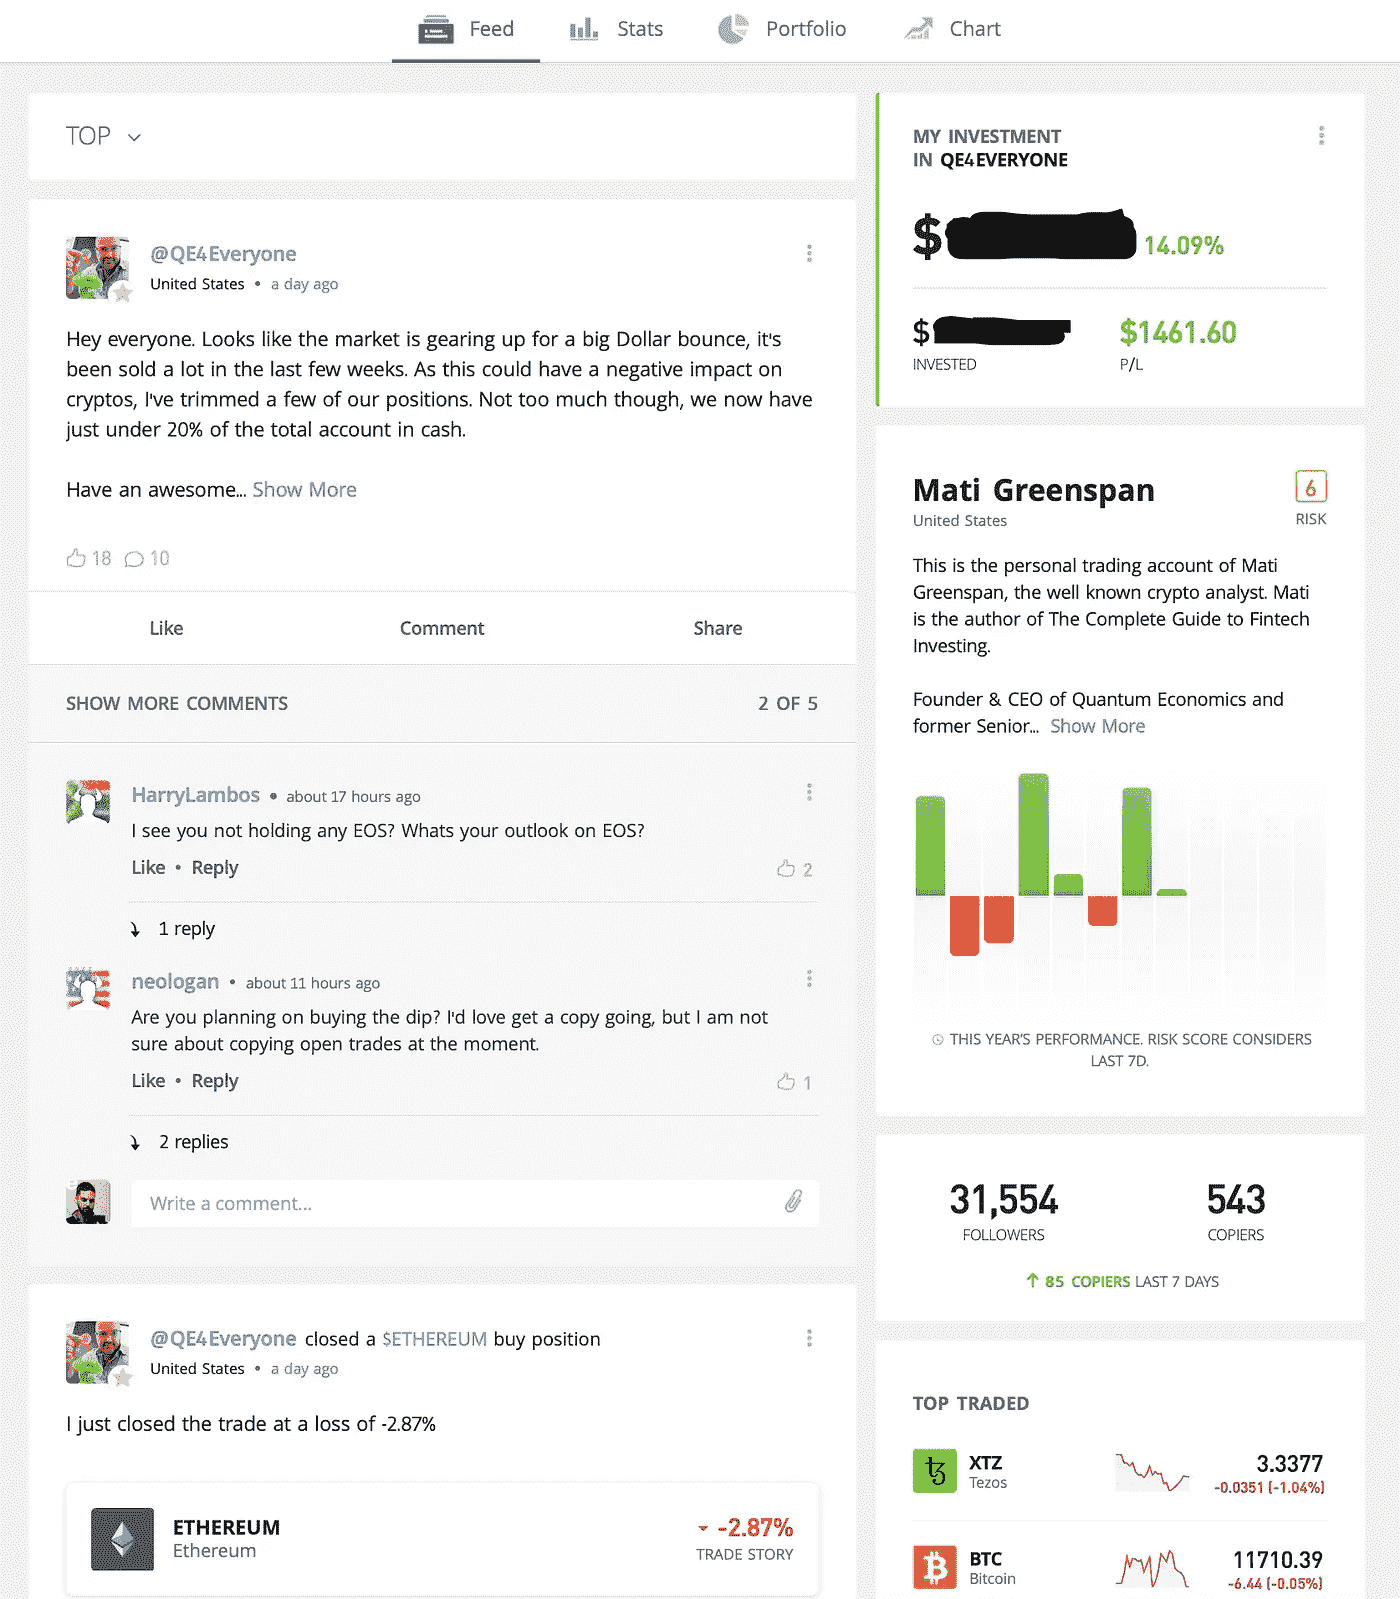 Feed
Stats
Portfolio
Chart
TOP
@QE4Everyone
United States • a day ago
Hey everyone. Looks like the market is gearing up for a big Dollar bounce, it's
been sold a lot in the last few weeks. As this could have a negative impact on
cryptos, I've trimmed a few of our positions. Not too much though, we now have
just under 20% of the total account in cash.
Have an awesome... Show More
18 10
Like Comment Share
SHOW MORE COMMENTS 2 OF 5
HarryLambos • about 17 hours ago
I see you not holding any EOS? Whats your outlook on EOS?
Like • Reply 2
1 reply
neologan • about 11 hours ago
Are you planning on buying the dip? I'd love get a copy going, but I am not
sure about copying open trades at the moment.
Like • Reply 1
2 replies
Write a comment...
@QE4Everyone closed a $ETHEREUM buy position
United States • a day ago
I just closed the trade at a loss of -2.87%
ETHEREUM -2.87%
Ethereum TRADE STORY
MY INVESTMENT
IN QE4EVERYONE
$ 14.09%
$ $1461.60
INVESTED P/L
Mati Greenspan 6
United States RISK
This is the personal trading account of Mati
Greenspan, the well known crypto analyst. Mati
is the author of The Complete Guide to Fintech
Investing.
Founder & CEO of Quantum Economics and
former Senior... Show More
THIS YEAR'S PERFORMANCE. RISK SCORE CONSIDERS
LAST 7D.
31,554 543
FOLLOWERS COPIERS
85 COPIERS LAST 7 DAYS
TOP TRADED
XTZ 3.3377
Tezos -0.0351 (-1.04%)
BTC 11710.39
Bitcoin -6.44 (-0.05%)